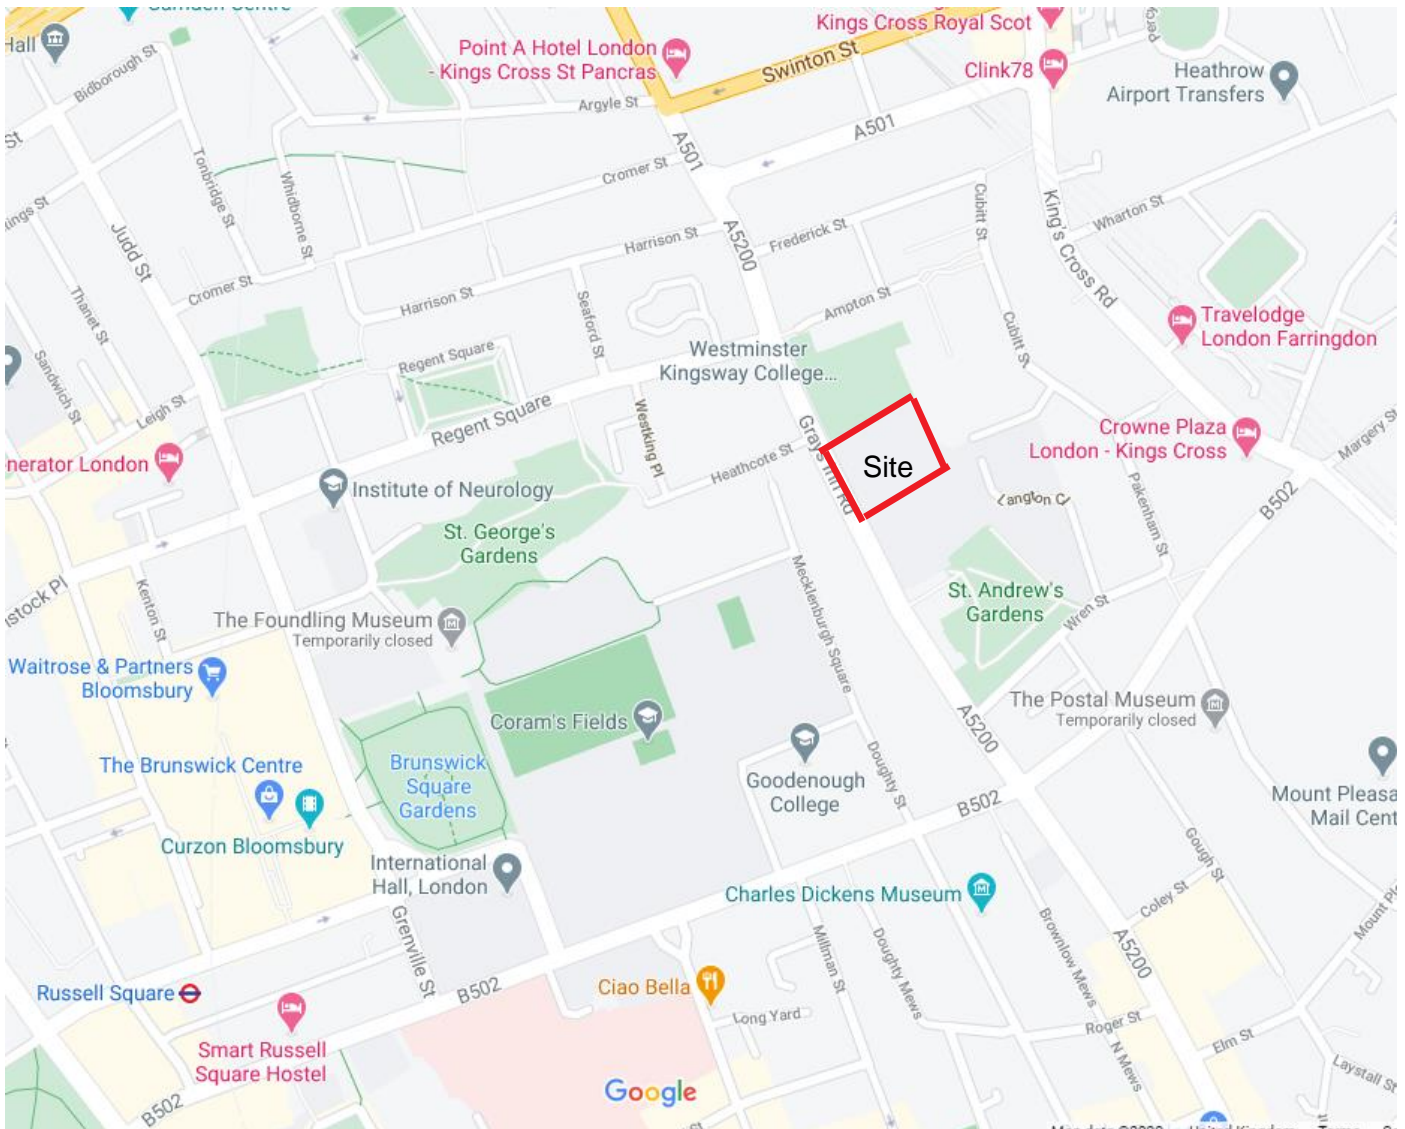 Camden Centre
Hall
Kings Cross Royal Scot
Point A Hotel London
- Kings Cross St Pancras
Swinton St
Clink78
Heathrow
Airport Transfers
Bidborough St
Argyle St
A501
A501
St
Tonbridge St
Whidborne St
Cromer St
Cubitt St
King's Cross Rd
Wharton St
ings St
Judd St
Harrison St
A5200
Frederick St
Cromer St
Harrison St
Seaford St
Ampton St
Thanet St
Cubitt St
Travelodge
London Farringdon
Regent Square
Westminster
Kingsway College...
Sandwich St
Leigh St
Regent Square
Westking Pl
Grays Inn Rd
Crowne Plaza
London - Kings Cross
Margery St
enerator London
Heathcote St
Site
Institute of Neurology
Langton Cl
Pakenham St
B502
St. George's
Gardens
stock Pl
Kenton St
Mecklenburgh Square
St. Andrew's
Gardens
Wren St
The Foundling Museum
Temporarily closed
Waitrose & Partners
Bloomsbury
The Postal Museum
Temporarily closed
Coram's Fields
A5200
The Brunswick Centre
Brunswick
Square
Gardens
Doughty St
Goodenough
College
B502
Mount Pleasa
Mail Cent
Curzon Bloomsbury
International
Hall, London
Gough St
Charles Dickens Museum
Coley St
Grenville St
Millman St
Doughty Mews
Brownlow Mews
A5200
Mount Pl
Russell Square
B502
Ciao Bella
Long Yard
Roger St
Elm St
Smart Russell
Square Hostel
N Mews
Laystall St
Google
B502